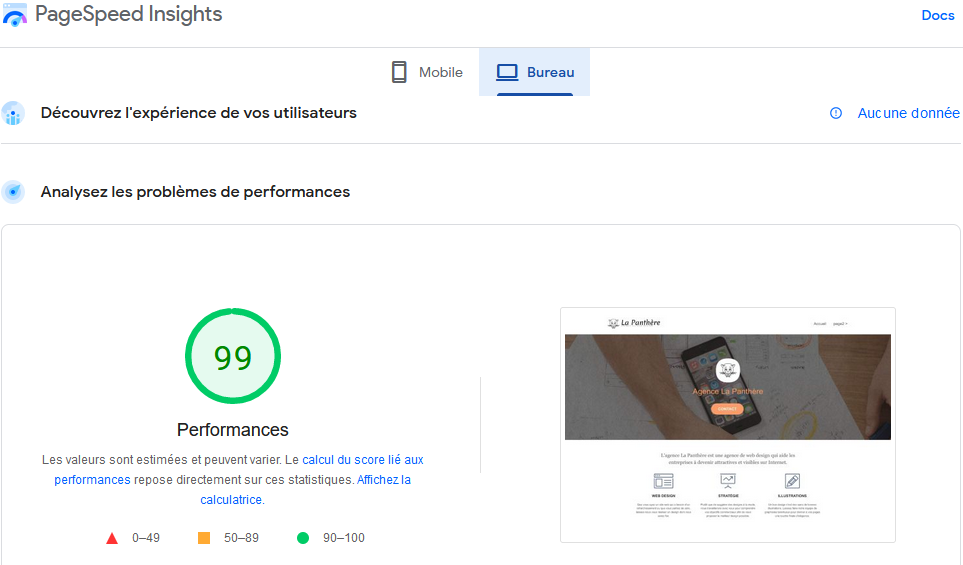 PageSpeed Insights
Docs
Mobile
Bureau
Découvrez l'expérience de vos utilisateurs
Aucune donnée
Analysez les problèmes de performances
99
Performances
Les valeurs sont estimées et peuvent varier. Le calcul du score lié aux
performances repose directement sur ces statistiques. Affichez la
calculatrice.
0–49
50–89
90–100
La Panthère
Accueil
page2
Agence La Panthère
CONTACT
L'agence La Panthère est une agence de web design qui aide les
entreprises à devenir attractives et visibles sur Internet.
WEB DESIGN
STRATÉGIE
ILLUSTRATIONS